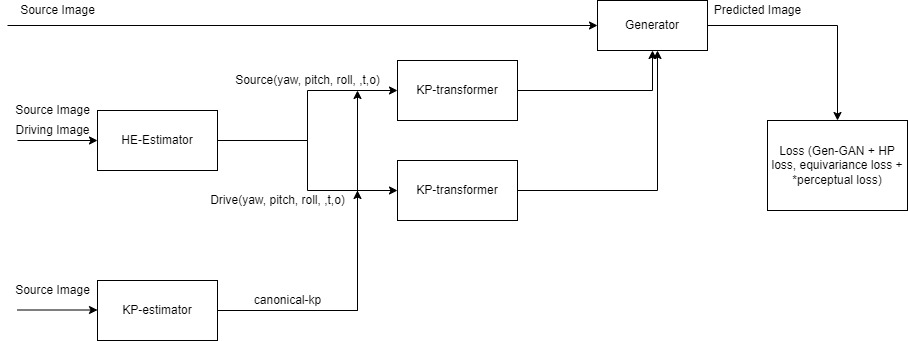 Source Image
Generator
Predicted Image
Source(yaw, pitch, roll, ,t,o)
KP-transformer
Source Image
Driving Image
HE-Estimator
Loss (Gen-GAN + HP
loss, equivariance loss +
*perceptual loss)
KP-transformer
Drive(yaw, pitch, roll, ,t,o)
Source Image
KP-estimator
canonical-kp